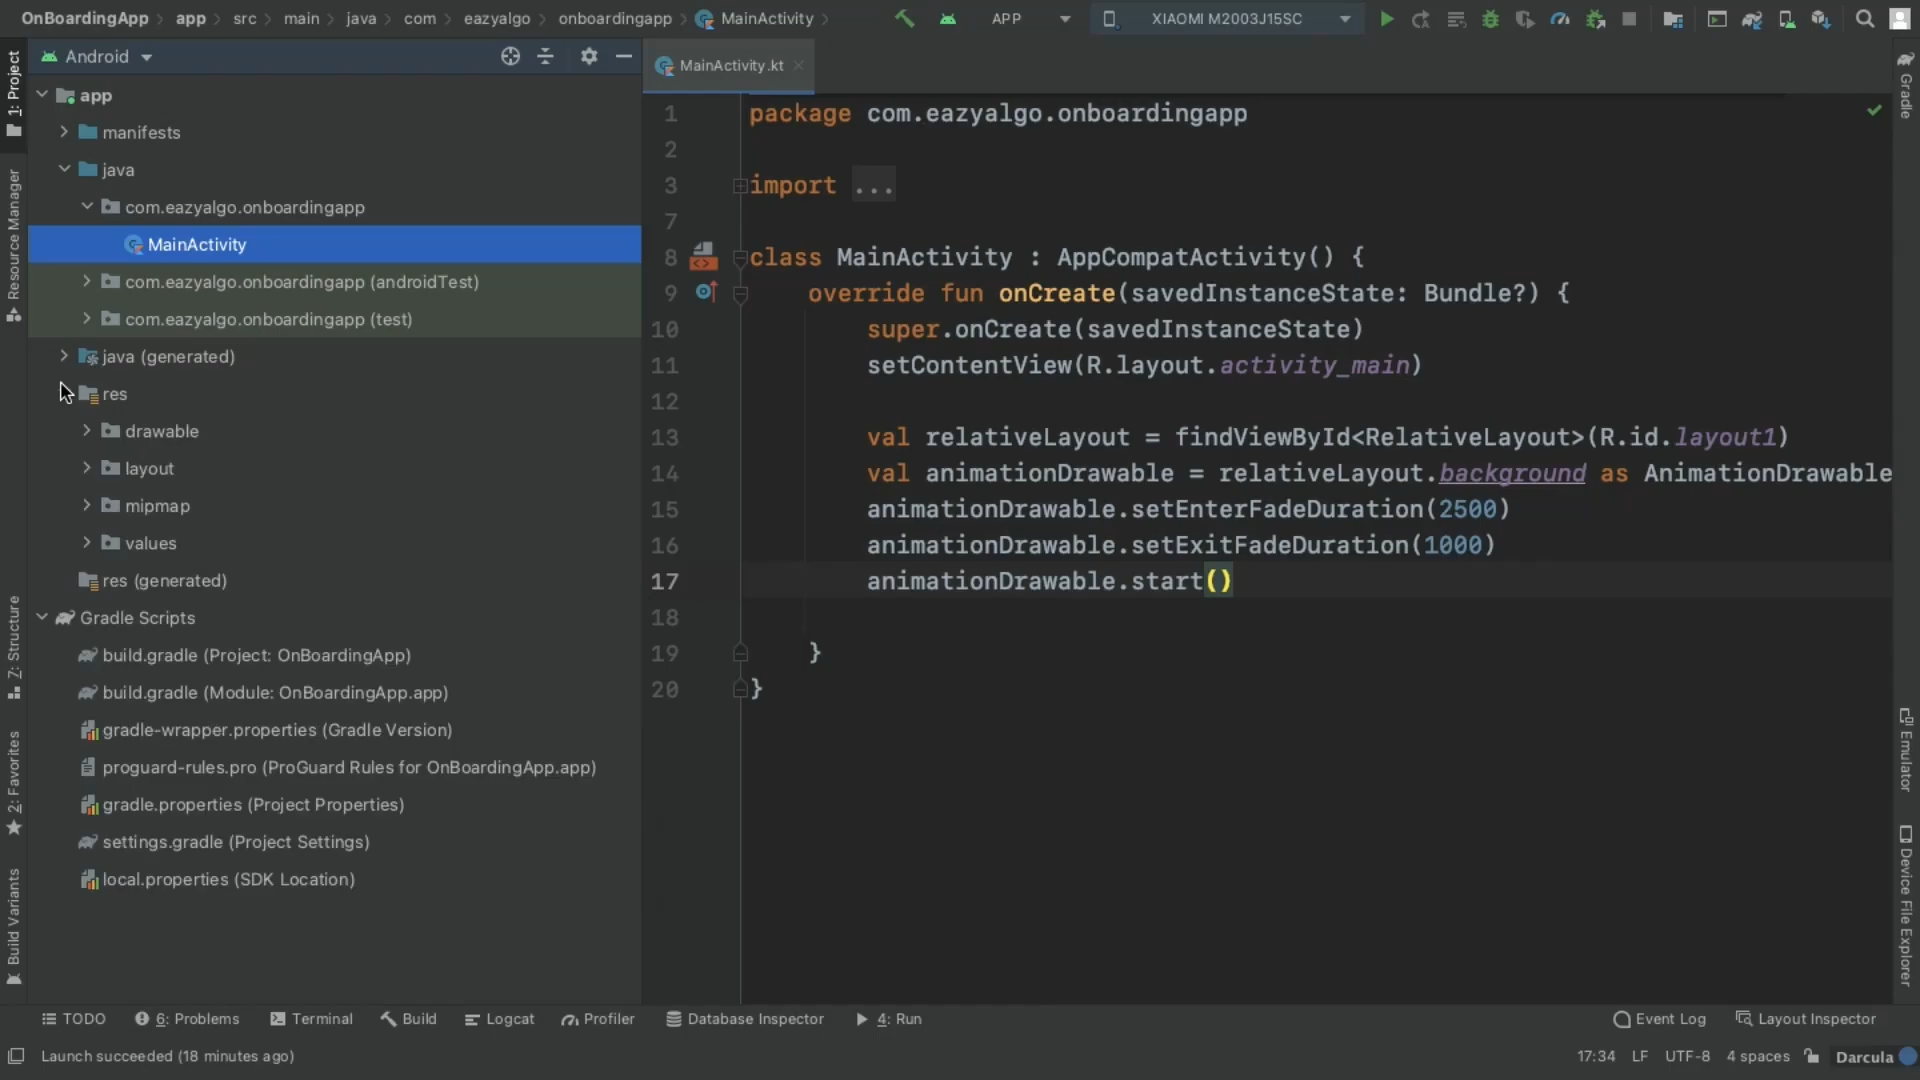 OnBoardingApp app src main java com eazyalgo onboardingapp MainActivity APP XIAOMI M2003J15SC
1: Project
Resource Manager
Z: Structure
2: Favorites
Build Variants
Android
app
manifests
java
com.eazyalgo.onboardingapp
MainActivity
com.eazyalgo.onboardingapp (androidTest)
com.eazyalgo.onboardingapp (test)
java (generated)
res
drawable
layout
mipmap
values
res (generated)
Gradle Scripts
build.gradle (Project: OnBoardingApp)
build.gradle (Module: OnBoardingApp.app)
gradle-wrapper.properties (Gradle Version)
proguard-rules.pro (ProGuard Rules for OnBoardingApp.app)
gradle.properties (Project Properties)
settings.gradle (Project Settings)
local.properties (SDK Location)
MainActivity.kt
1 package com.eazyalgo.onboardingapp
2
3 import ...
7
8 class MainActivity : AppCompatActivity() {
9 override fun onCreate(savedInstanceState: Bundle?) {
10 super.onCreate(savedInstanceState)
11 setContentView(R.layout.activity_main)
12
13 val relativeLayout = findViewById<RelativeLayout>(R.id.layout1)
14 val animationDrawable = relativeLayout.background as AnimationDrawable
15 animationDrawable.setEnterFadeDuration(2500)
16 animationDrawable.setExitFadeDuration(1000)
17 animationDrawable.start()
18
19 }
20 }
Gradle
Emulator
Device File Explorer
TODO 6: Problems Terminal Build Logcat Profiler Database Inspector 4: Run Event Log Layout Inspector
Launch succeeded (18 minutes ago) 17:34 LF UTF-8 4 spaces Darcula